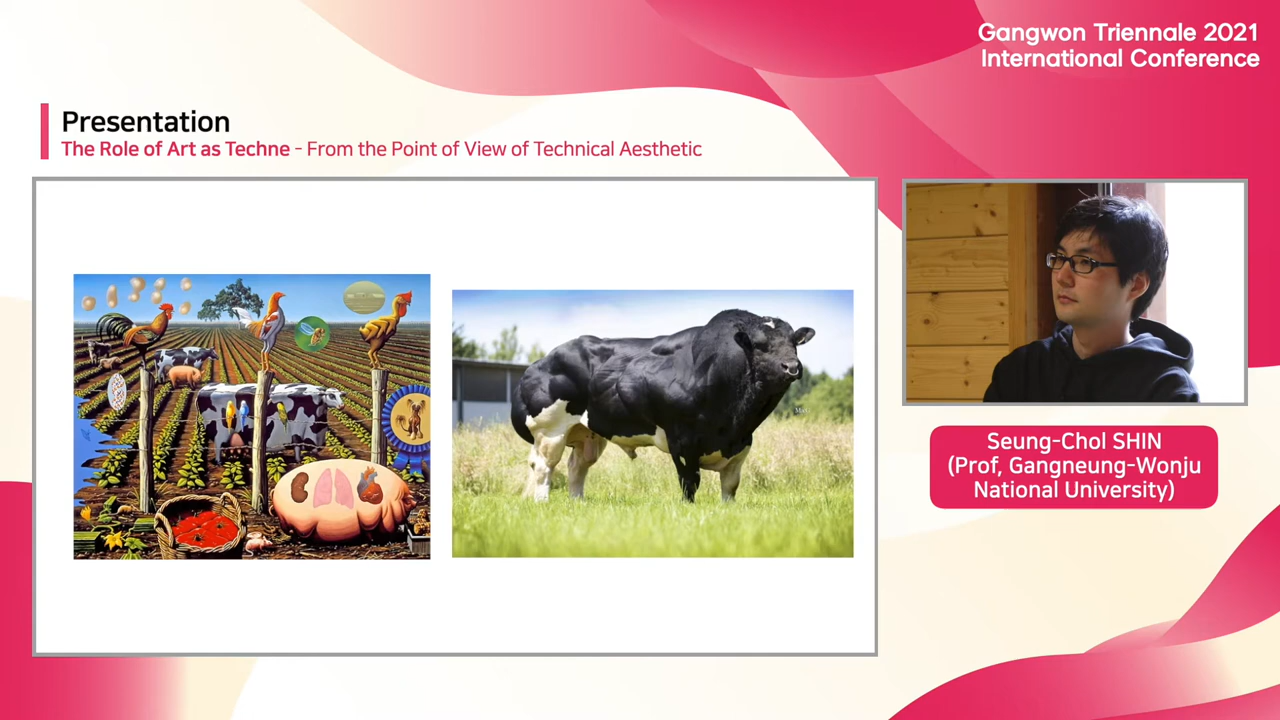 Gangwon Triennale 2021
International Conference
Presentation
The Role of Art as Techne - From the Point of View of Technical Aesthetic
Seung-Chol SHIN
(Prof, Gangneung-Wonju
National University)